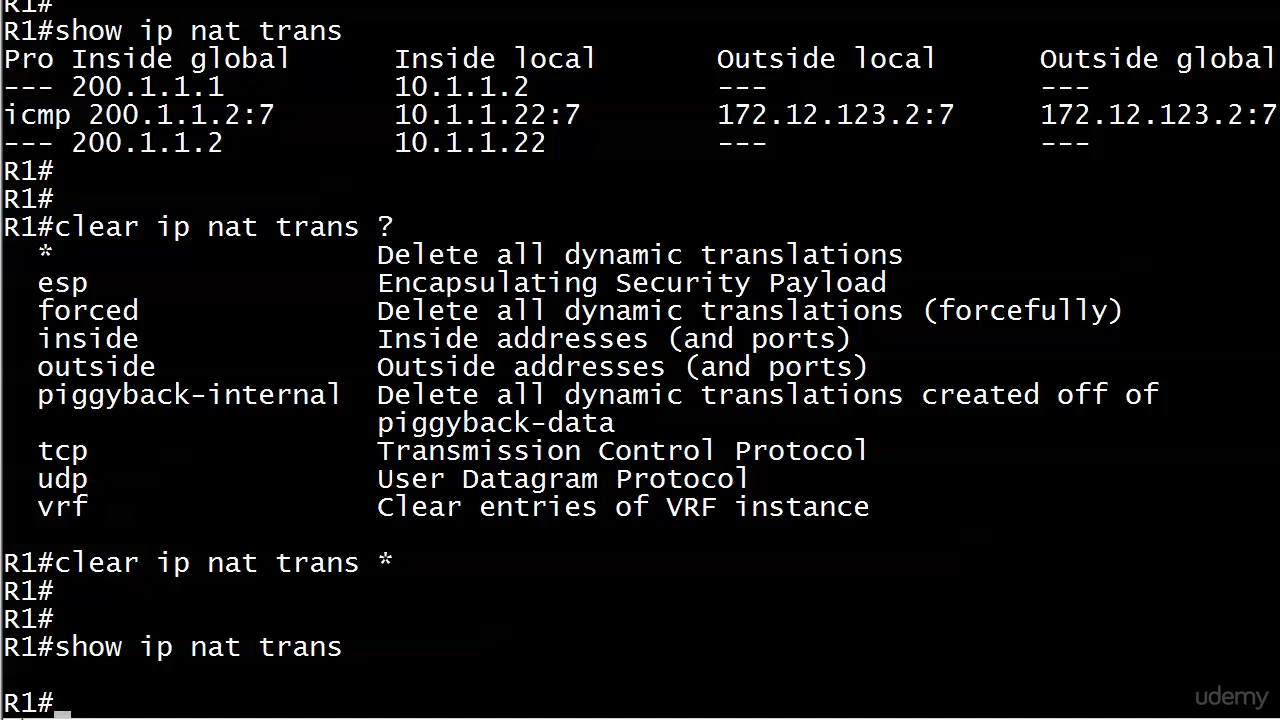 R1#
R1#show ip nat trans
Pro Inside global      Inside local       Outside local      Outside global
--- 200.1.1.1          10.1.1.2           ---                ---
icmp 200.1.1.2:7       10.1.1.22:7        172.12.123.2:7     172.12.123.2:7
--- 200.1.1.2          10.1.1.22          ---                ---
R1#
R1#
R1#clear ip nat trans ?
  *                   Delete all dynamic translations
  esp                 Encapsulating Security Payload
  forced              Delete all dynamic translations (forcefully)
  inside              Inside addresses (and ports)
  outside             Outside addresses (and ports)
  piggyback-internal  Delete all dynamic translations created off of
                      piggyback-data
  tcp                 Transmission Control Protocol
  udp                 User Datagram Protocol
  vrf                 Clear entries of VRF instance
R1#clear ip nat trans *
R1#
R1#
R1#show ip nat trans
R1#
udemy